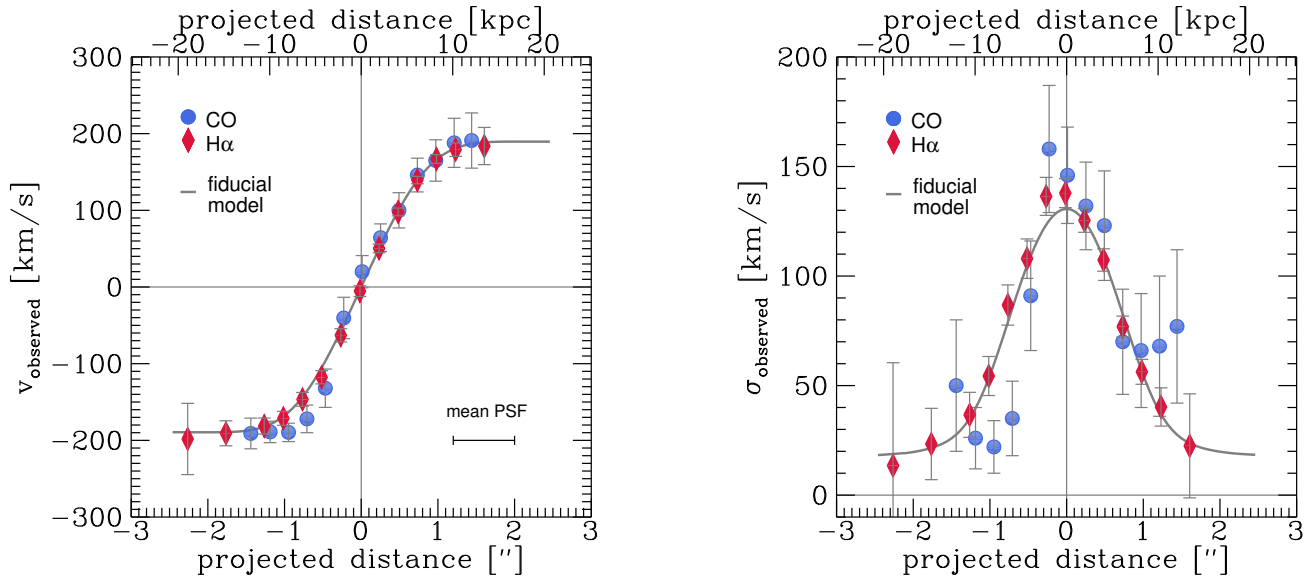 projected distance [kpc]
−20 −10 0 10 20
300
200
100
0
−100
−200
−300
v_observed [km/s]
CO
Hα
fiducial
model
mean PSF
−3 −2 −1 0 1 2 3
projected distance ["]
projected distance [kpc]
−20 −10 0 10 20
200
150
100
50
0
σ_observed [km/s]
CO
Hα
fiducial
model
−3 −2 −1 0 1 2 3
projected distance ["]